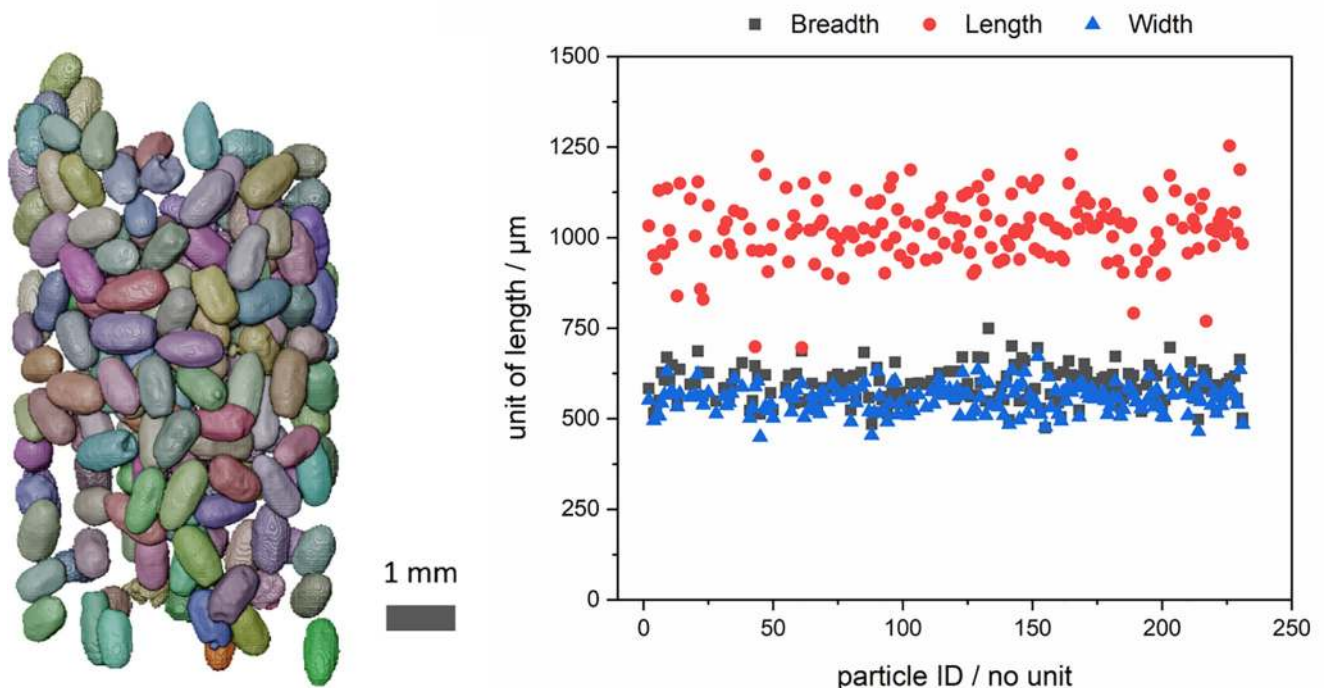 Breadth Length Width
1500
1250
1000
750
500
250
0
unit of length / µm
0 50 100 150 200 250
particle ID / no unit
1 mm